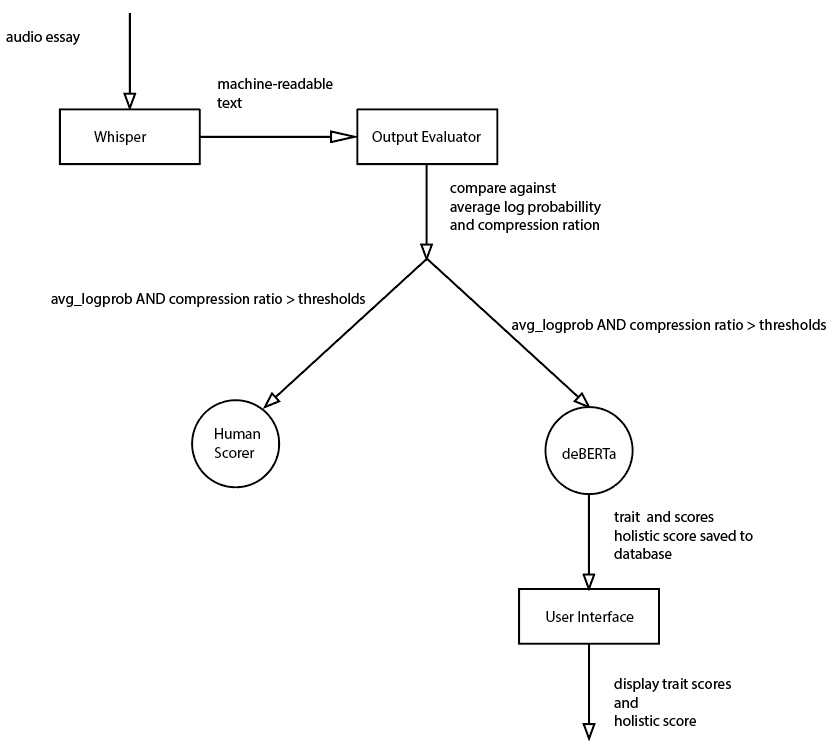 audio essay
machine-readable
text
Whisper
Output Evaluator
compare against
average log probabillity
and compression ration
avg_logprob AND compression ratio > thresholds
avg_logprob AND compression ratio > thresholds
Human
Scorer
deBERTa
trait and scores
holistic score saved to
database
User Interface
display trait scores
and
holistic score